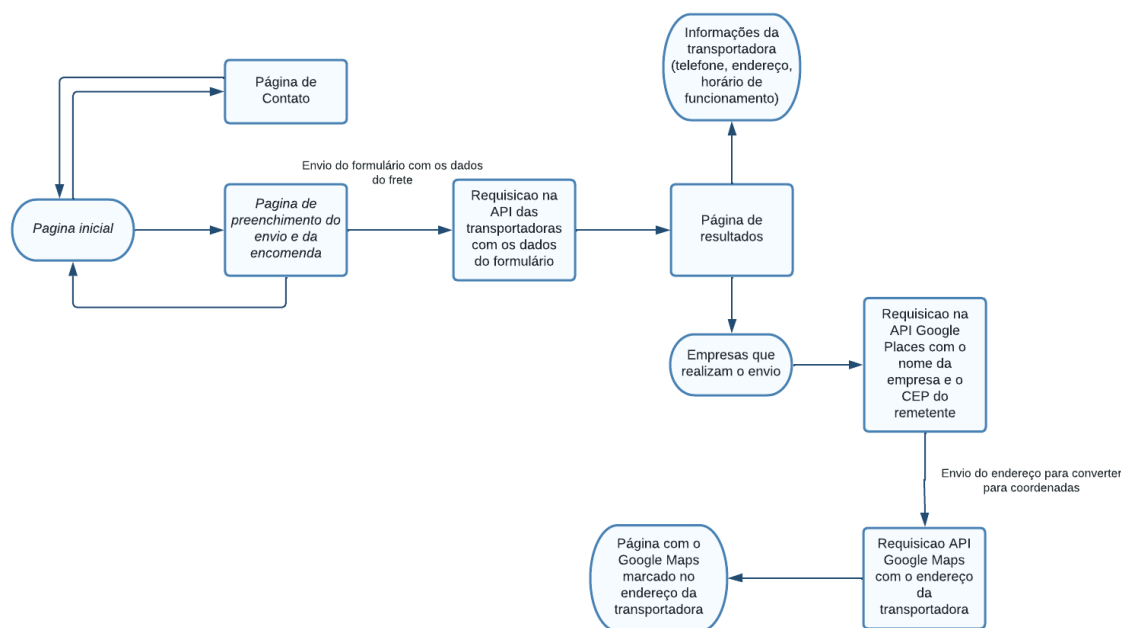 Informações da
transportadora
(telefone, endereço,
horário de
funcionamento)
Página de
Contato
Envio do formulário com os dados
do frete
Pagina inicial
Pagina de
preenchimento do
envio e da
encomenda
Requisicao na
API das
transportadoras
com os dados
do formulário
Página de
resultados
Empresas que
realizam o envio
Requisicao na
API Google
Places com o
nome da
empresa e o
CEP do
remetente
Envio do endereço para converter
para coordenadas
Requisicao API
Google Maps
com o endereço
da
transportadora
Página com o
Google Maps
marcado no
endereço da
transportadora